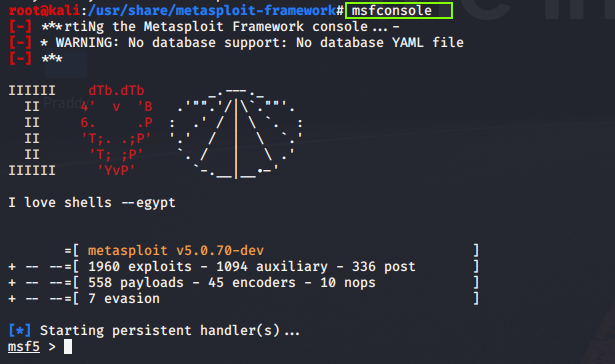 root@kali:/usr/share/metasploit-framework# msfconsole
[-] ***rtiNg the Metasploit Framework console...-
[-] * WARNING: No database support: No database YAML file
[-] ***
IIIIII    dTb.dTb        _.---._
  II     4'  v  'B   .'"".'/|\`.""'.
  II     6.     .P  :  .' / | \ `.  :
  II     'T;. .;P'  '.'  /  |  \  `.'
  II      'T; ;P'    `. /   |   \ .'
IIIIII     'YvP'       `-.__|__.-'
I love shells --egypt
       =[ metasploit v5.0.70-dev                          ]
+ -- --=[ 1960 exploits - 1094 auxiliary - 336 post       ]
+ -- --=[ 558 payloads - 45 encoders - 10 nops            ]
+ -- --=[ 7 evasion                                       ]
[*] Starting persistent handler(s)...
msf5 >